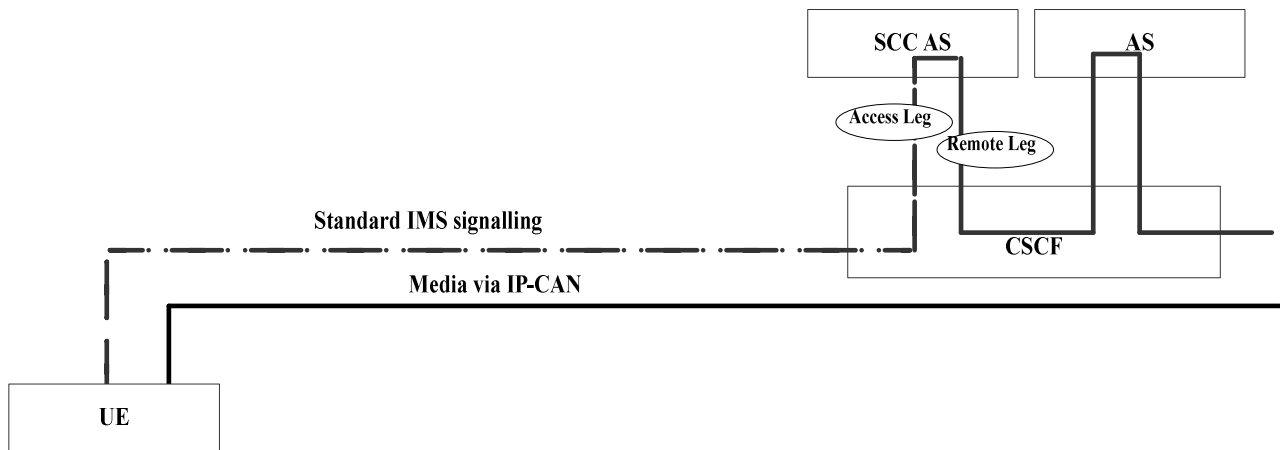 SCC AS
AS
Access Leg
Remote Leg
Standard IMS signalling
CSCF
Media via IP-CAN
UE